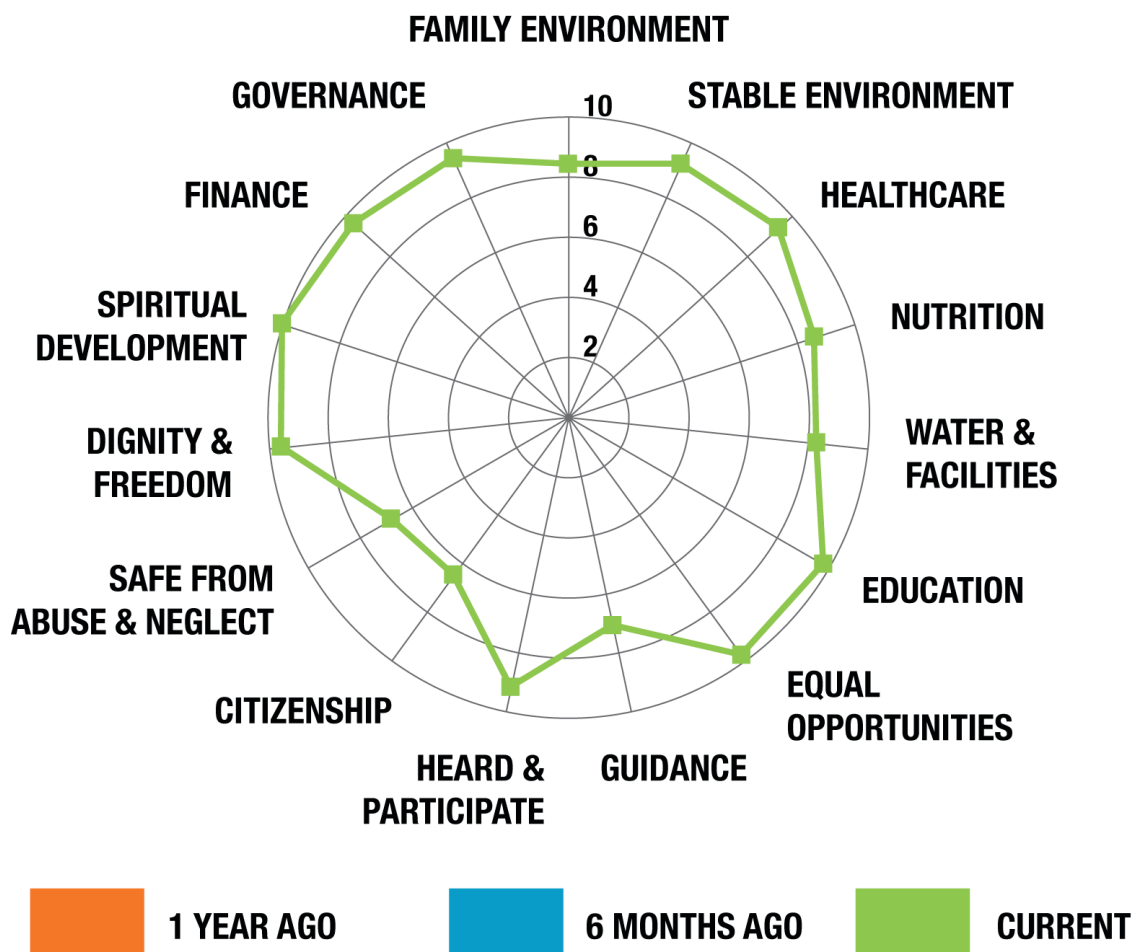 FAMILY ENVIRONMENT
GOVERNANCE
STABLE ENVIRONMENT
10
8
6
4
2
FINANCE
HEALTHCARE
SPIRITUAL
DEVELOPMENT
NUTRITION
DIGNITY &
FREEDOM
WATER &
FACILITIES
SAFE FROM
ABUSE & NEGLECT
EDUCATION
CITIZENSHIP
EQUAL
OPPORTUNITIES
HEARD &
PARTICIPATE
GUIDANCE
1 YEAR AGO
6 MONTHS AGO
CURRENT